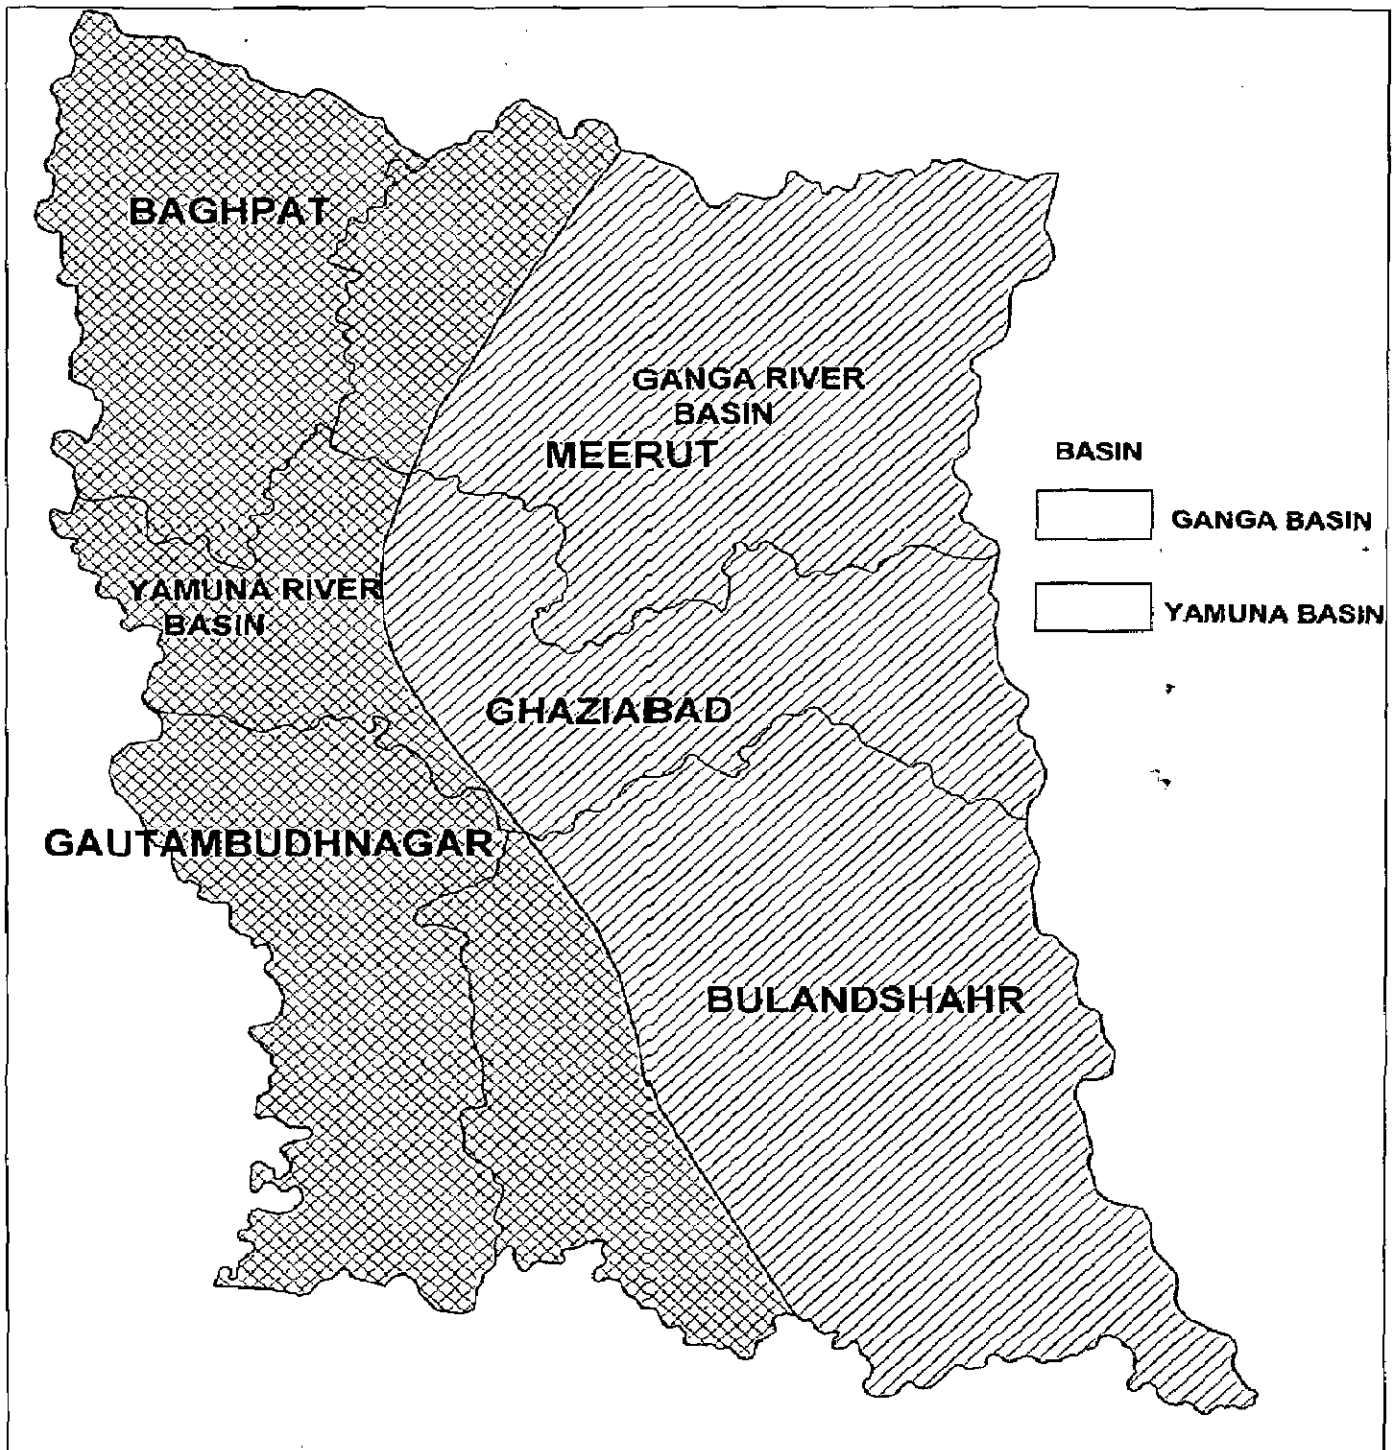 BAGHPAT
GANGA RIVER
BASIN
MEERUT
BASIN
GANGA BASIN
YAMUNA RIVER
BASIN
YAMUNA BASIN
GHAZIABAD
GAUTAMBUDHNAGAR
BULANDSHAHR